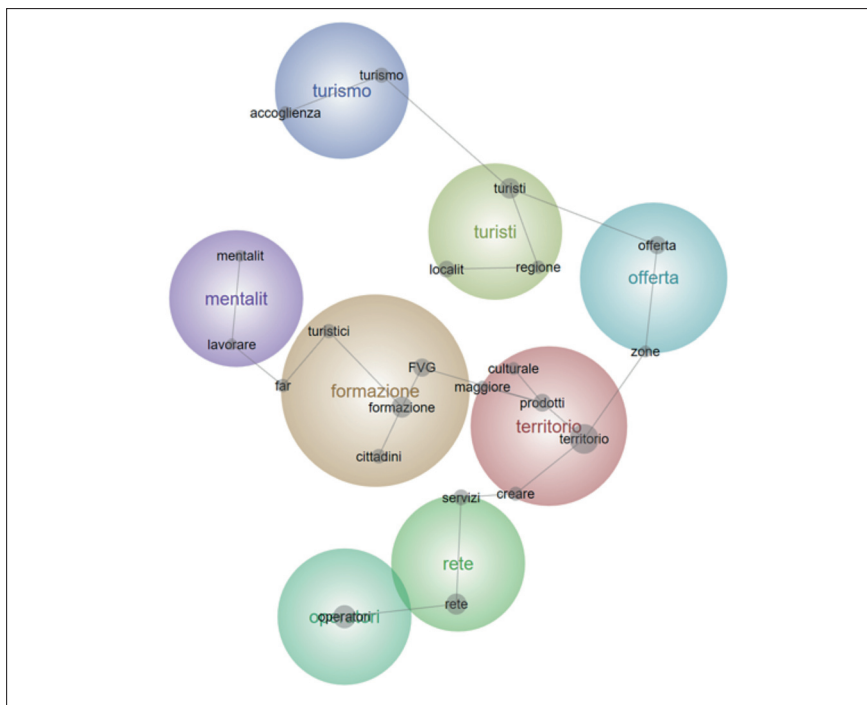 turismo
turismo
accoglienza
turisti
turisti
localit
regione
offerta
offerta
zone
mentalit
mentalit
lavorare
turistici
far
FVG
formazione
formazione
cittadini
culturale
maggiore
prodotti
territorio
territorio
creare
servizi
rete
rete
operatori
operatori